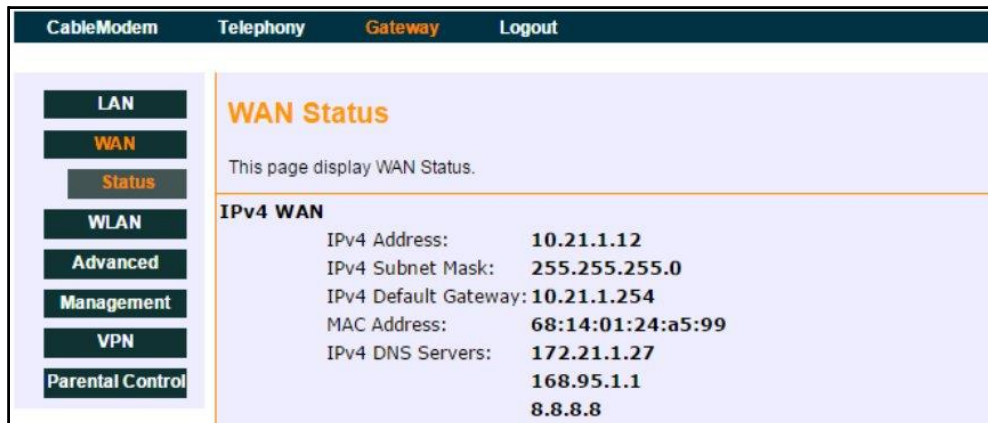 CableModem Telephony Gateway Logout
LAN
WAN
Status
WLAN
Advanced
Management
VPN
Parental Control
WAN Status
This page display WAN Status.
IPv4 WAN
IPv4 Address: 10.21.1.12
IPv4 Subnet Mask: 255.255.255.0
IPv4 Default Gateway: 10.21.1.254
MAC Address: 68:14:01:24:a5:99
IPv4 DNS Servers: 172.21.1.27
168.95.1.1
8.8.8.8